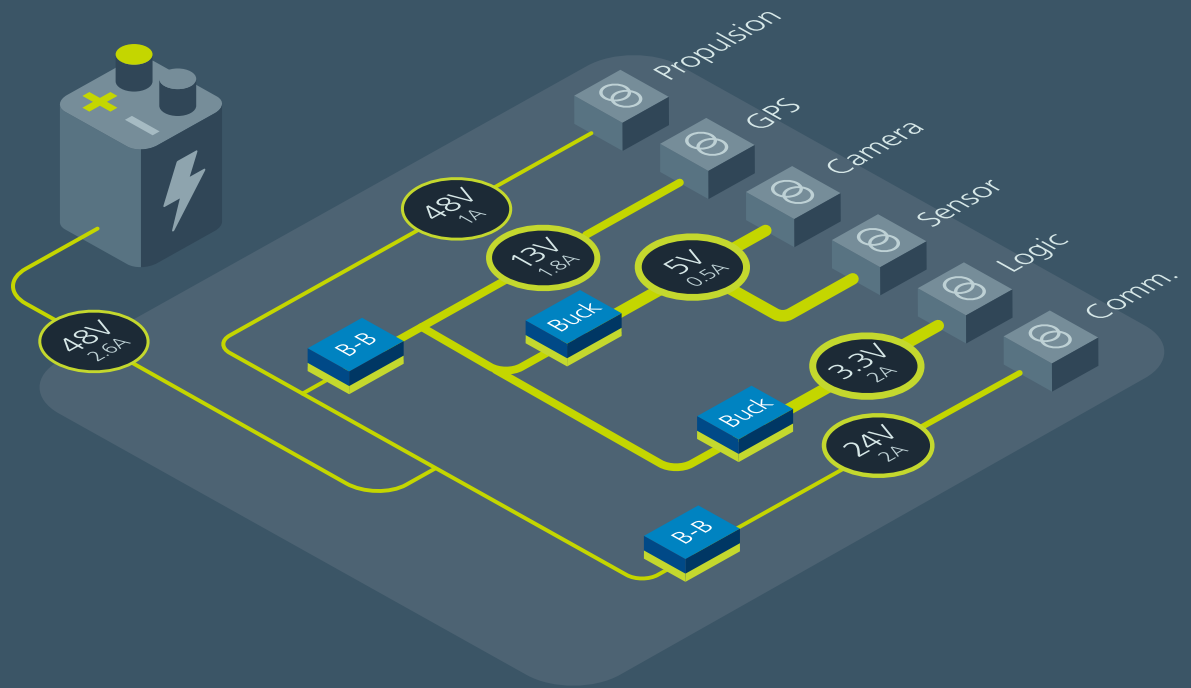 Propulsion
GPS
Camera
Sensor
Logic
Comm.
48V
1A
13V
1.8A
5V
0.5A
Buck
B-B
48V
2.6A
3.3V
2A
Buck
24V
2A
B-B